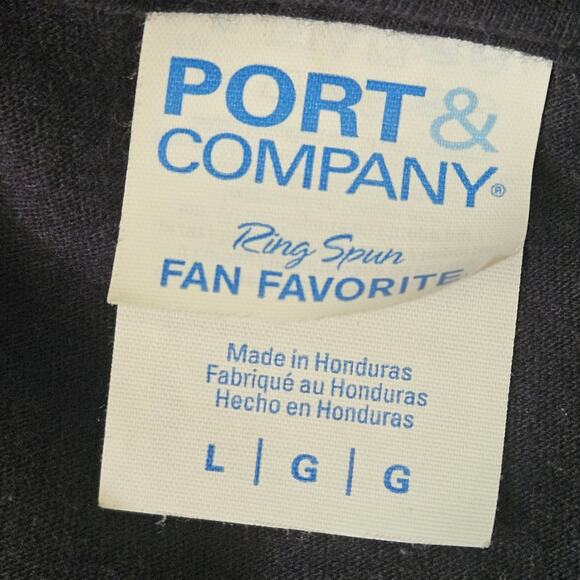 PORT &
COMPANY®
Ring Spun
FAN FAVORITE
Made in Honduras
Fabriqué au Honduras
Hecho en Honduras
L | G | G